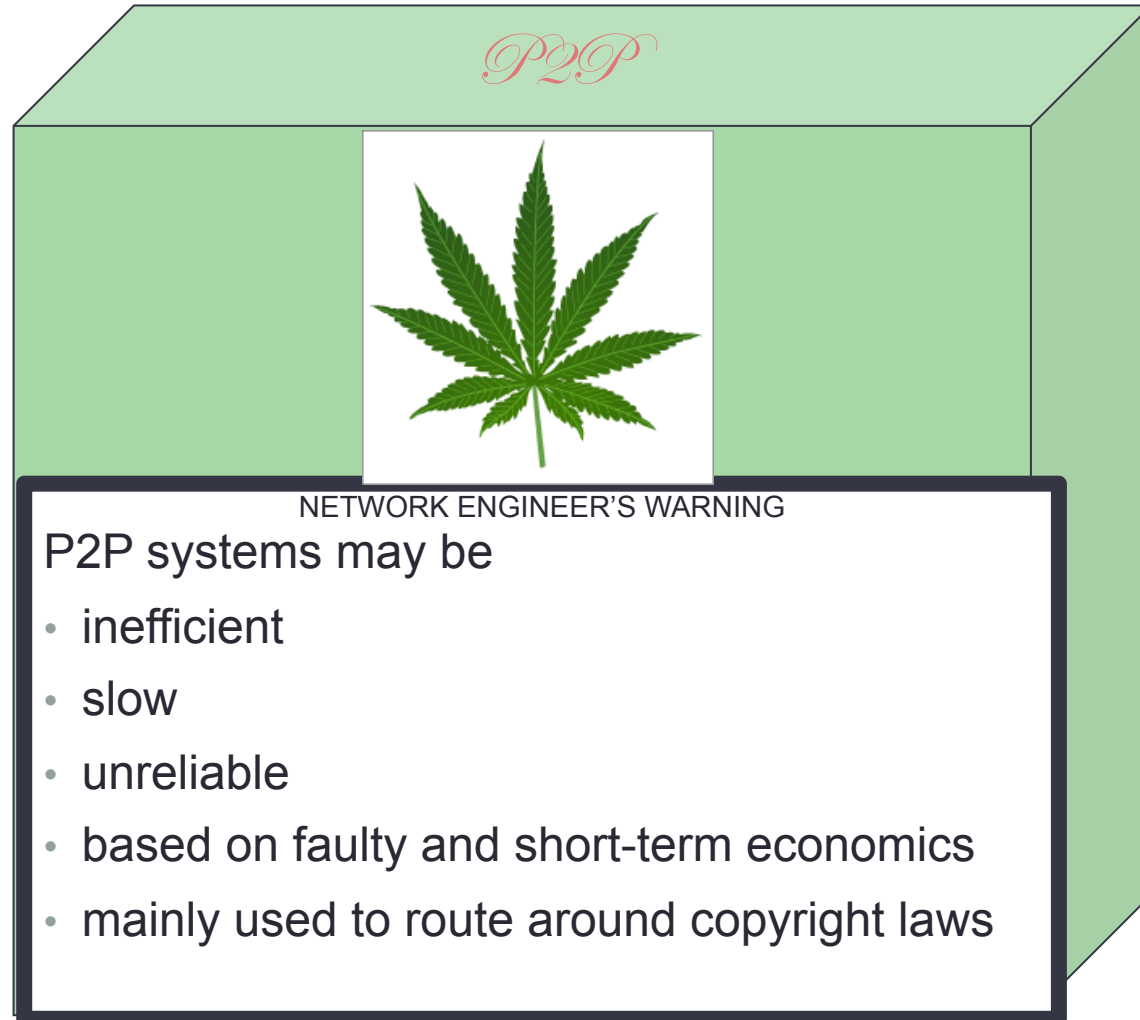 P2P
NETWORK ENGINEER’S WARNING
P2P systems may be
• inefficient
• slow
• unreliable
• based on faulty and short-term economics
• mainly used to route around copyright laws